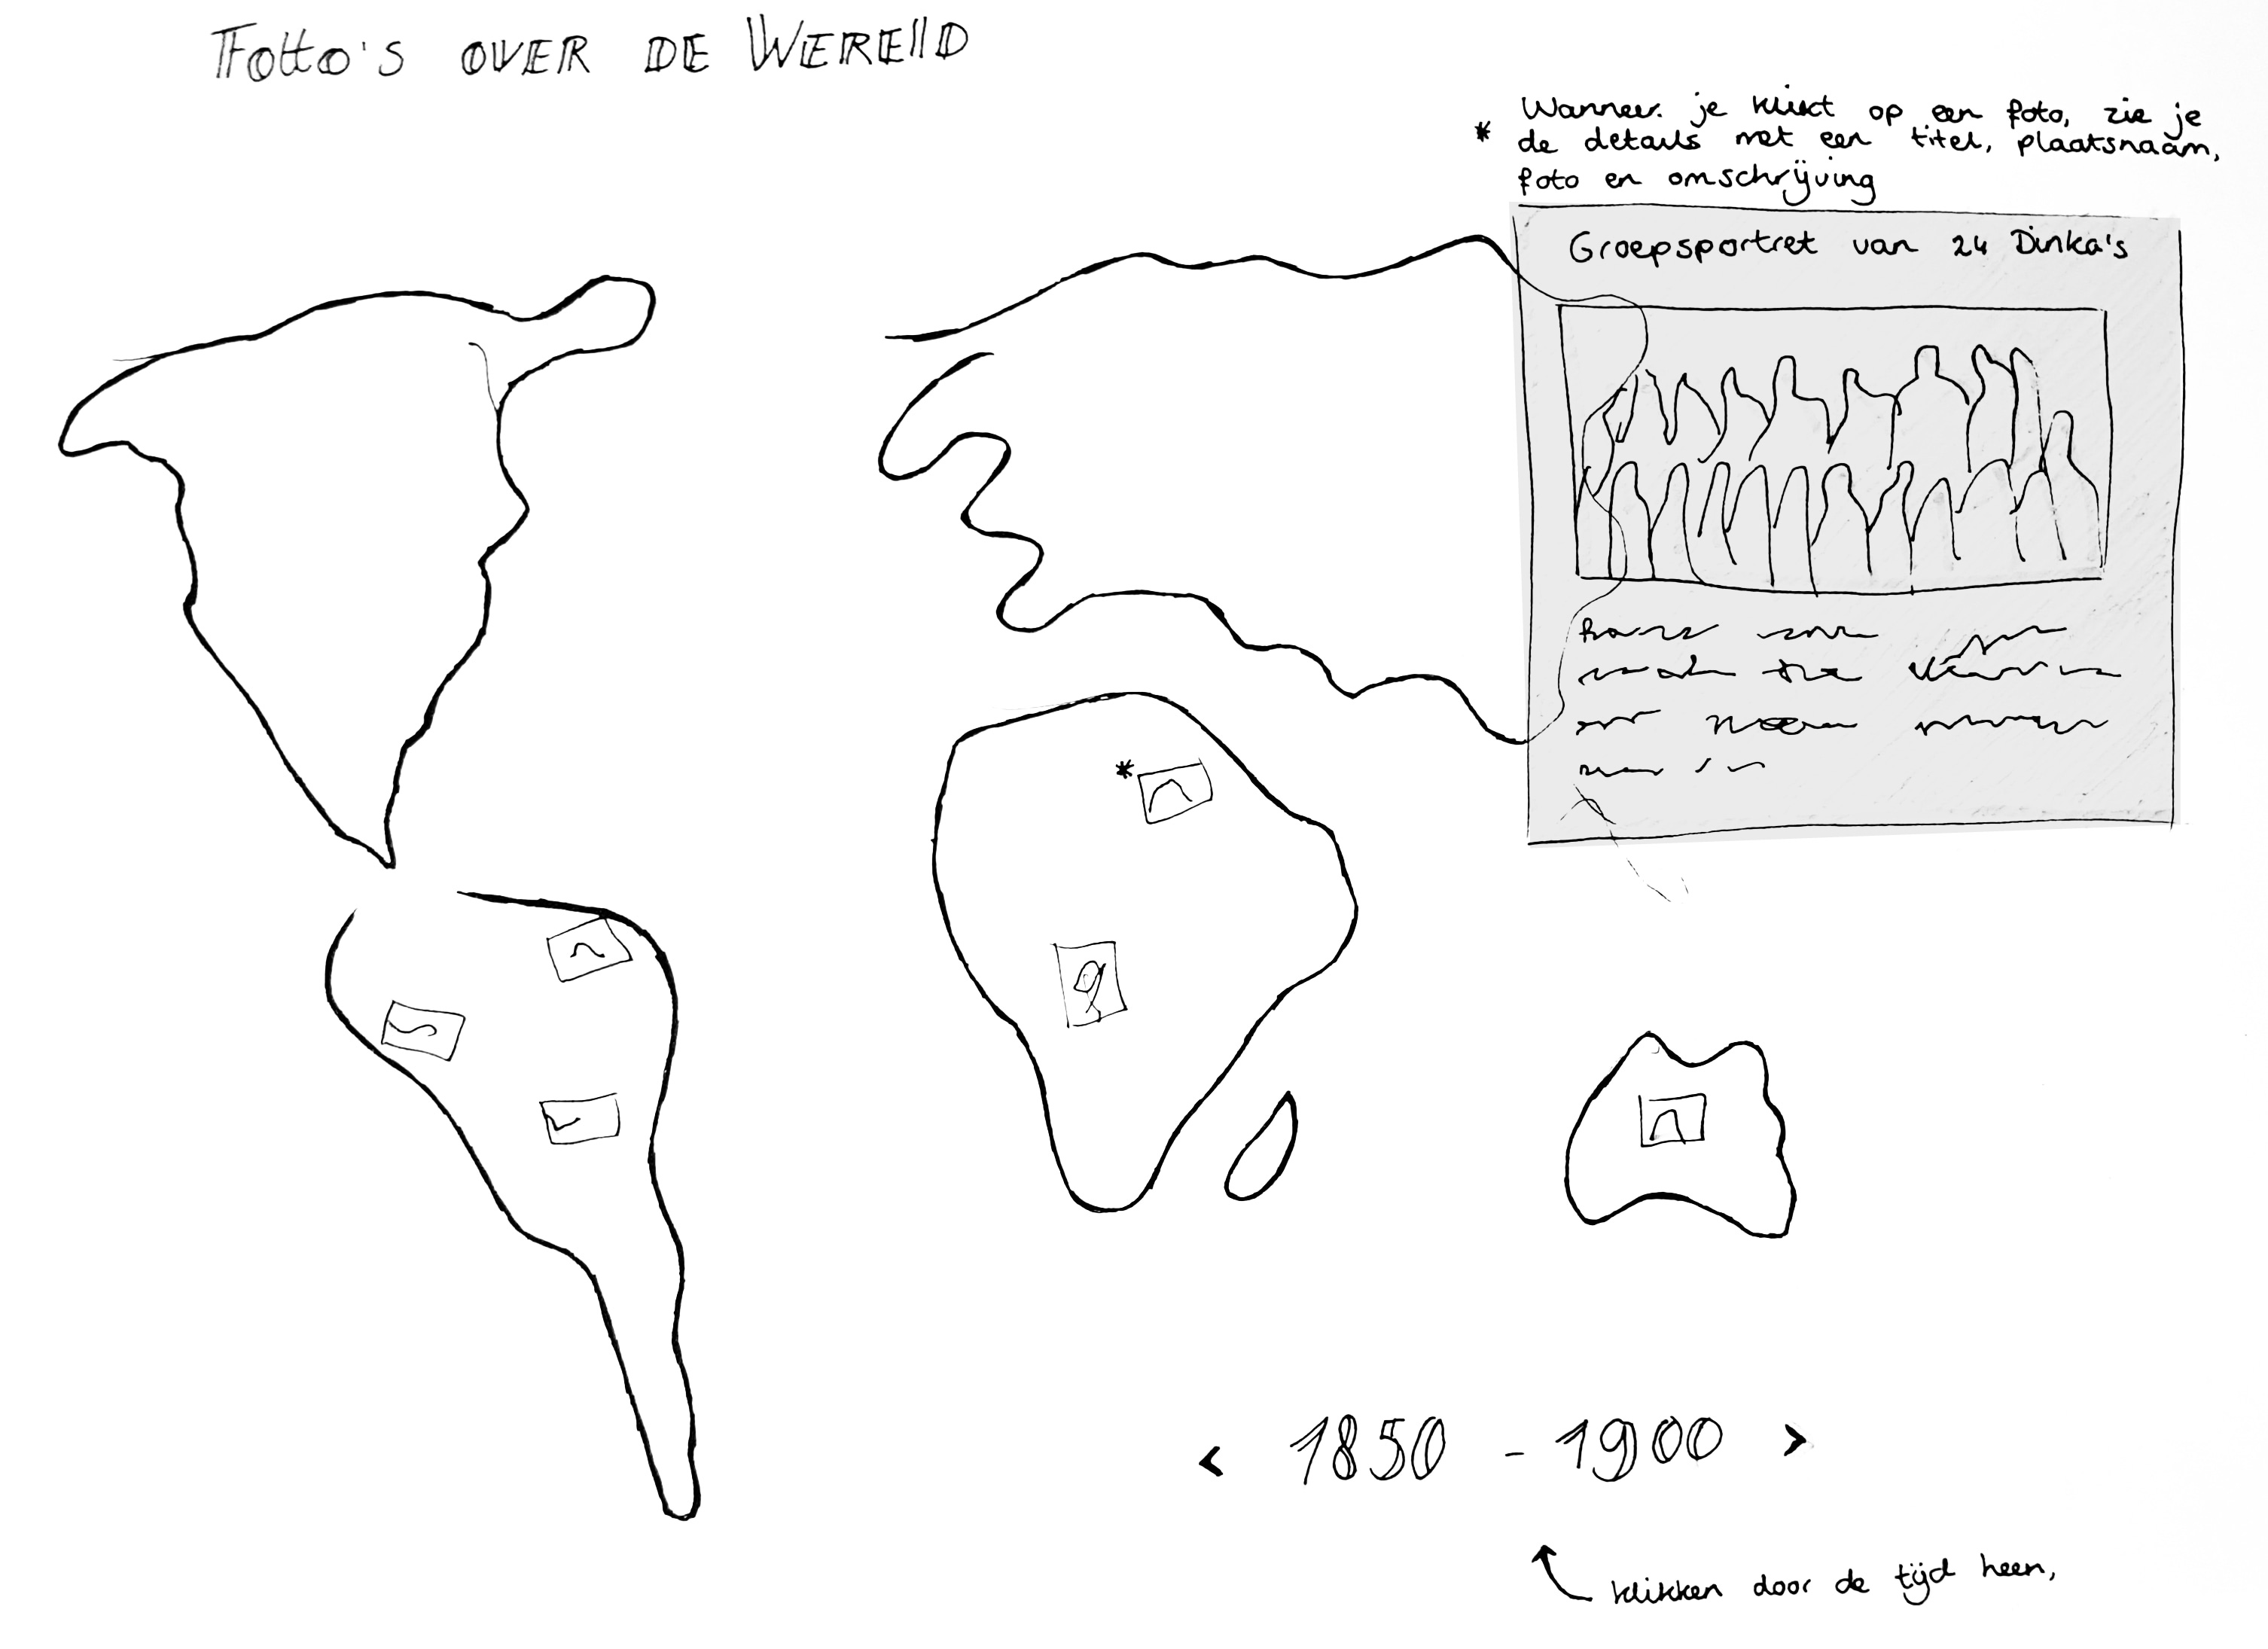 Foto's over de Wereld
* Wanneer je klikt op een foto, zie je
de details met een titel, plaatsnaam,
foto en omschrijving
Groepsportret van 24 Dinka's
*
< 1850 - 1900 >
klikken door de tijd heen,